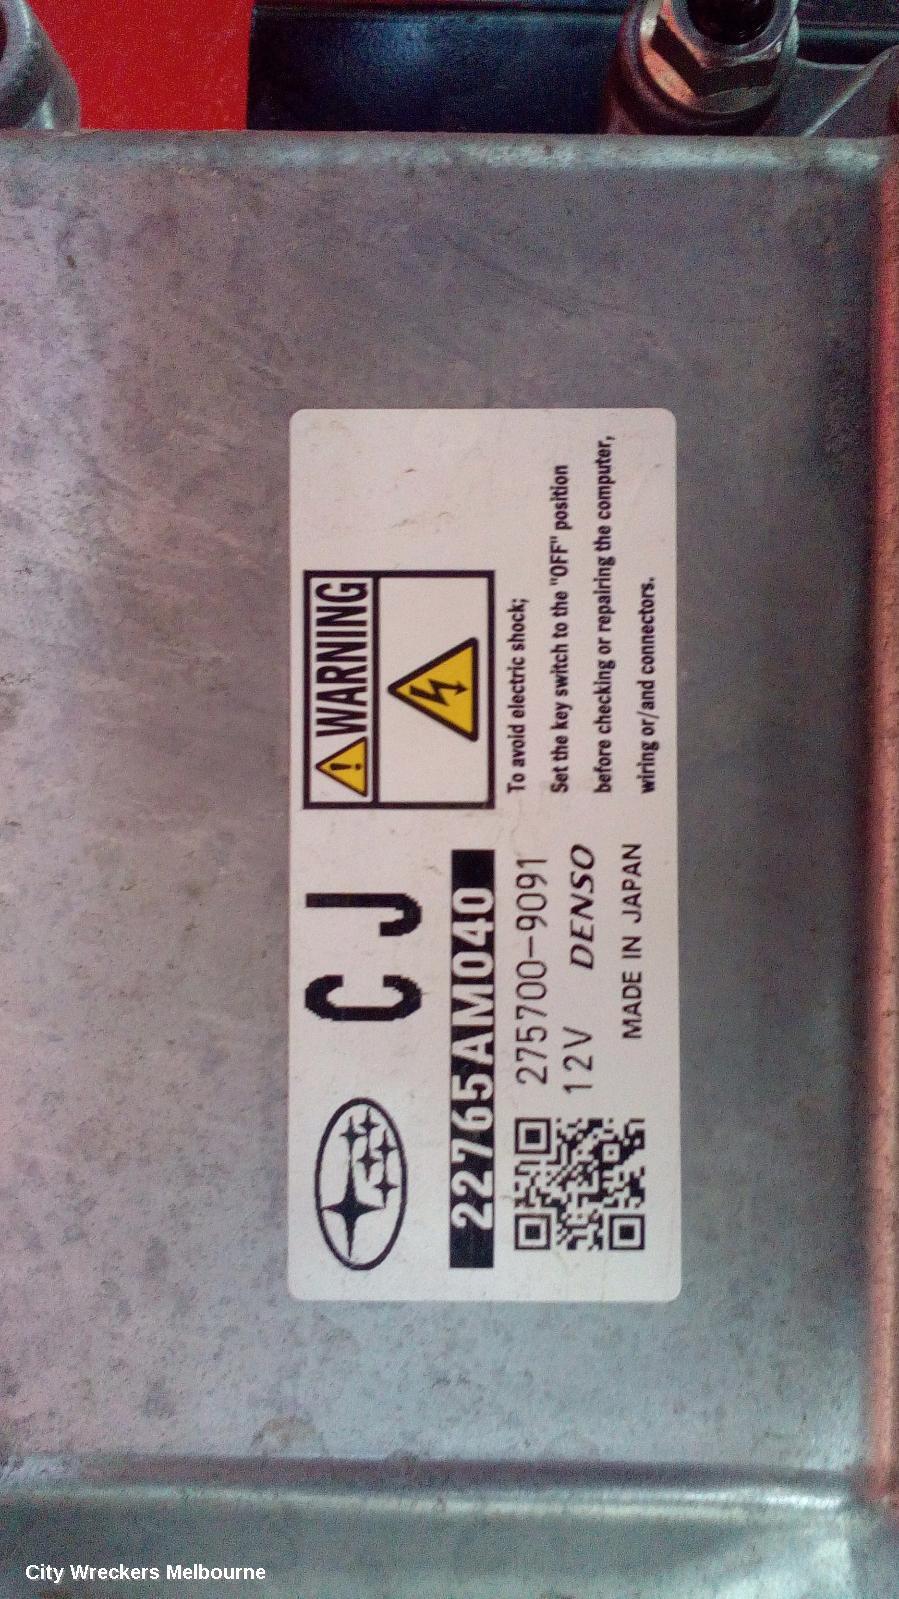 CJ
22765AM040
275700-9091
12V DENSO
MADE IN JAPAN
WARNING
To avoid electric shock;
Set the key switch to the "OFF" position
before checking or repairing the computer,
wiring or/and connectors.
City Wreckers Melbourne